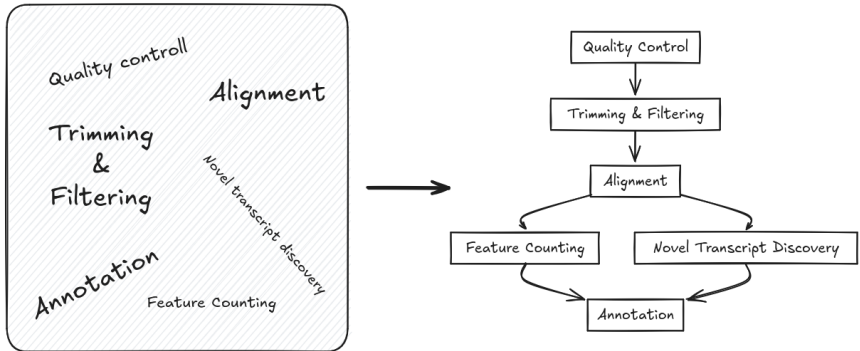 Quality controll
Alignment
Trimming
&
Filtering
Novel transcript discovery
Annotation
Feature Counting
Quality Control
Trimming & Filtering
Alignment
Feature Counting
Novel Transcript Discovery
Annotation